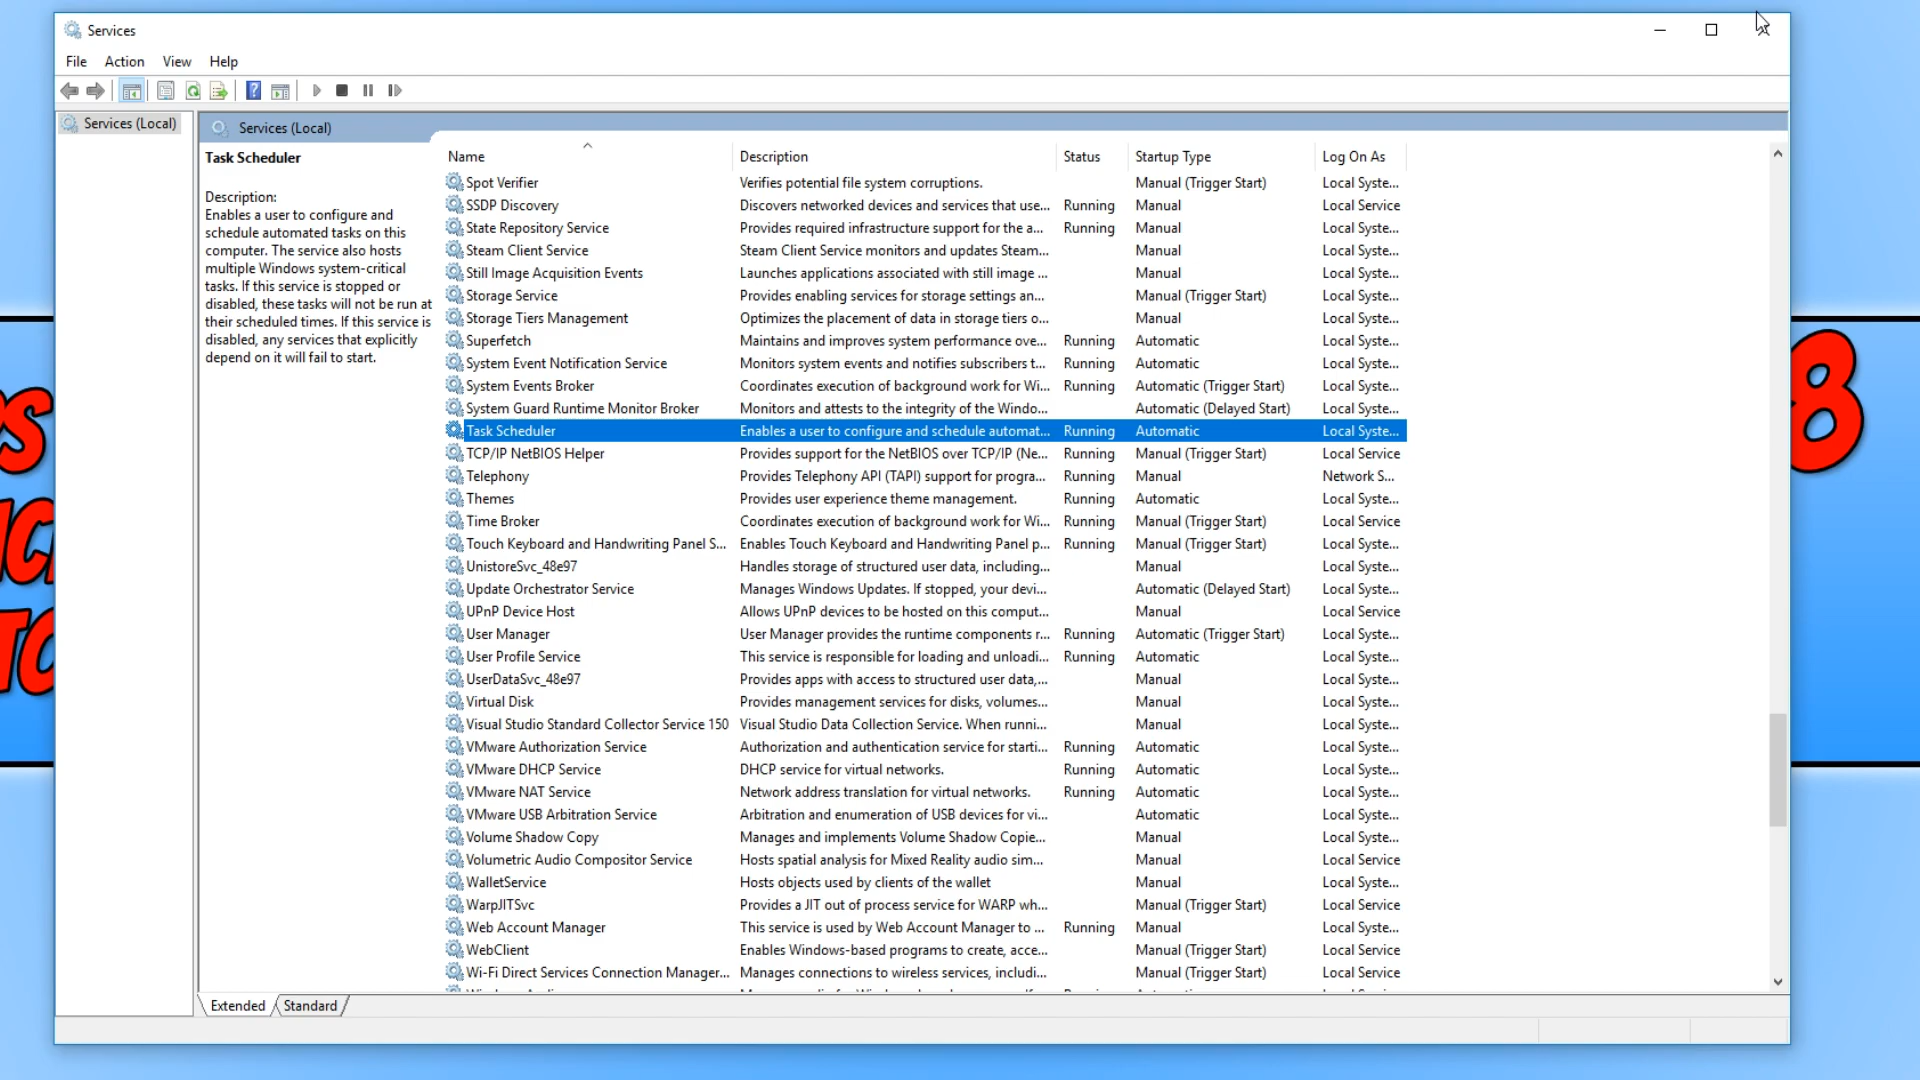 Services
File Action View Help
Services (Local)
Services (Local)
Task Scheduler
Description:
Enables a user to configure and
schedule automated tasks on this
computer. The service also hosts
multiple Windows system-critical
tasks. If this service is stopped or
disabled, these tasks will not be run at
their scheduled times. If this service is
disabled, any services that explicitly
depend on it will fail to start.
Name Description Status Startup Type Log On As
Spot Verifier Verifies potential file system corruptions. Manual (Trigger Start) Local Syste...
SSDP Discovery Discovers networked devices and services that use... Running Manual Local Service
State Repository Service Provides required infrastructure support for the a... Running Manual Local Syste...
Steam Client Service Steam Client Service monitors and updates Steam... Manual Local Syste...
Still Image Acquisition Events Launches applications associated with still image ... Manual Local Syste...
Storage Service Provides enabling services for storage settings an... Manual (Trigger Start) Local Syste...
Storage Tiers Management Optimizes the placement of data in storage tiers o... Manual Local Syste...
Superfetch Maintains and improves system performance ove... Running Automatic Local Syste...
System Event Notification Service Monitors system events and notifies subscribers t... Running Automatic Local Syste...
System Events Broker Coordinates execution of background work for Wi... Running Automatic (Trigger Start) Local Syste...
System Guard Runtime Monitor Broker Monitors and attests to the integrity of the Windo... Automatic (Delayed Start) Local Syste...
Task Scheduler Enables a user to configure and schedule automat... Running Automatic Local Syste...
TCP/IP NetBIOS Helper Provides support for the NetBIOS over TCP/IP (Ne... Running Manual (Trigger Start) Local Service
Telephony Provides Telephony API (TAPI) support for progra... Running Manual Network S...
Themes Provides user experience theme management. Running Automatic Local Syste...
Time Broker Coordinates execution of background work for Wi... Running Manual (Trigger Start) Local Service
Touch Keyboard and Handwriting Panel S... Enables Touch Keyboard and Handwriting Panel p... Running Manual (Trigger Start) Local Syste...
UnistoreSvc_48e97 Handles storage of structured user data, including... Manual Local Syste...
Update Orchestrator Service Manages Windows Updates. If stopped, your devi... Automatic (Delayed Start) Local Syste...
UPnP Device Host Allows UPnP devices to be hosted on this comput... Manual Local Service
User Manager User Manager provides the runtime components r... Running Automatic (Trigger Start) Local Syste...
User Profile Service This service is responsible for loading and unloadi... Running Automatic Local Syste...
UserDataSvc_48e97 Provides apps with access to structured user data,... Manual Local Syste...
Virtual Disk Provides management services for disks, volumes... Manual Local Syste...
Visual Studio Standard Collector Service 150 Visual Studio Data Collection Service. When runni... Manual Local Syste...
VMware Authorization Service Authorization and authentication service for starti... Running Automatic Local Syste...
VMware DHCP Service DHCP service for virtual networks. Running Automatic Local Syste...
VMware NAT Service Network address translation for virtual networks. Running Automatic Local Syste...
VMware USB Arbitration Service Arbitration and enumeration of USB devices for vi... Automatic Local Syste...
Volume Shadow Copy Manages and implements Volume Shadow Copie... Manual Local Syste...
Volumetric Audio Compositor Service Hosts spatial analysis for Mixed Reality audio sim... Manual Local Service
WalletService Hosts objects used by clients of the wallet Manual Local Syste...
WarpJITSvc Provides a JIT out of process service for WARP wh... Manual (Trigger Start) Local Service
Web Account Manager This service is used by Web Account Manager to ... Running Manual Local Syste...
WebClient Enables Windows-based programs to create, acce... Manual (Trigger Start) Local Service
Wi-Fi Direct Services Connection Manager... Manages connections to wireless services, includi... Manual (Trigger Start) Local Service
Extended Standard
8